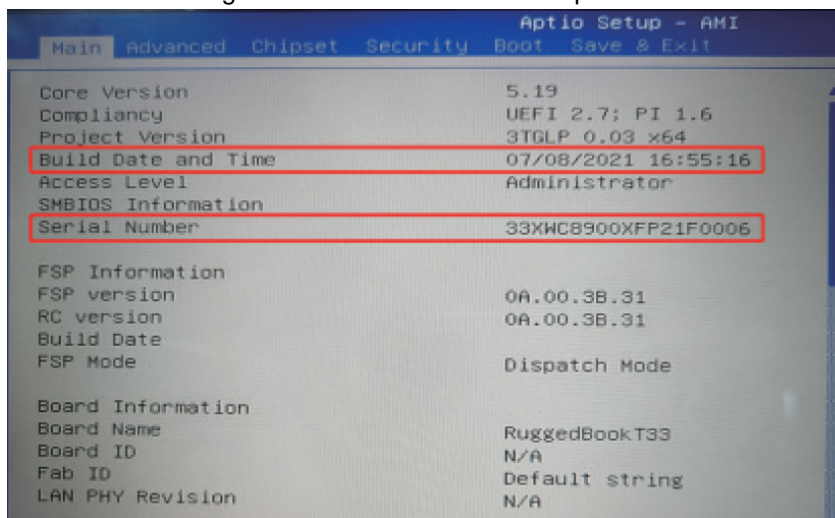 Aptio Setup - AMI
Main Advanced Chipset Security Boot Save & Exit
Core Version 5.19
Compliancy UEFI 2.7; PI 1.6
Project Version 3TGLP 0.03 x64
Build Date and Time 07/08/2021 16:55:16
Access Level Administrator
SMBIOS Information
Serial Number 33XWC8900XFP21F0006
FSP Information
FSP version 0A.00.3B.31
RC version 0A.00.3B.31
Build Date
FSP Mode Dispatch Mode
Board Information
Board Name RuggedBookT33
Board ID N/A
Fab ID Default string
LAN PHY Revision N/A